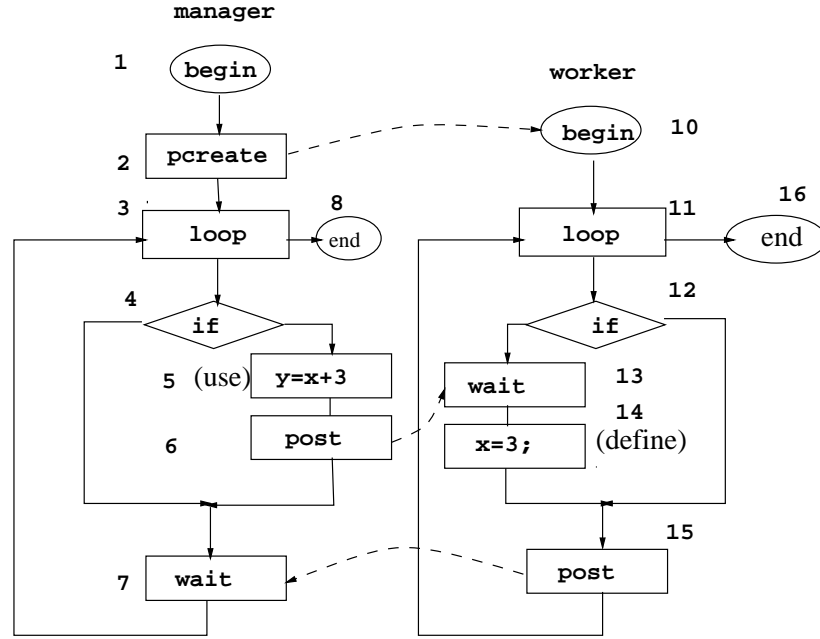 manager
1
begin
2
pcreate
3
loop
8
end
4
if
5
(use)
y=x+3
6
post
7
wait
worker
begin
10
loop
11
16
end
12
if
wait
13
14
x=3;
(define)
15
post